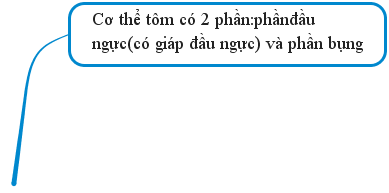 Cơ thể tôm có 2 phần:phầnđầu
ngực(có giáp đầu ngực) và phần bụng